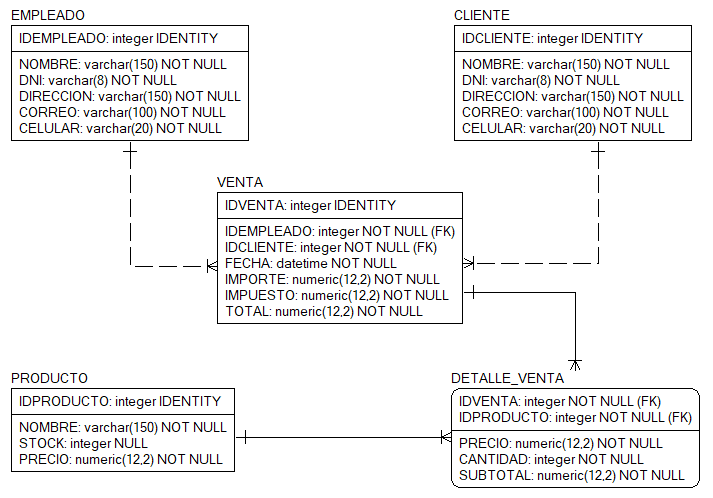 EMPLEADO
IDEMPLEADO: integer IDENTITY
NOMBRE: varchar(150) NOT NULL
DNI: varchar(8) NOT NULL
DIRECCION: varchar(150) NOT NULL
CORREO: varchar(100) NOT NULL
CELULAR: varchar(20) NOT NULL
CLIENTE
IDCLIENTE: integer IDENTITY
NOMBRE: varchar(150) NOT NULL
DNI: varchar(8) NOT NULL
DIRECCION: varchar(150) NOT NULL
CORREO: varchar(100) NOT NULL
CELULAR: varchar(20) NOT NULL
VENTA
IDVENTA: integer IDENTITY
IDEMPLEADO: integer NOT NULL (FK)
IDCLIENTE: integer NOT NULL (FK)
FECHA: datetime NOT NULL
IMPORTE: numeric(12,2) NOT NULL
IMPUESTO: numeric(12,2) NOT NULL
TOTAL: numeric(12,2) NOT NULL
PRODUCTO
IDPRODUCTO: integer IDENTITY
NOMBRE: varchar(150) NOT NULL
STOCK: integer NULL
PRECIO: numeric(12,2) NOT NULL
DETALLE_VENTA
IDVENTA: integer NOT NULL (FK)
IDPRODUCTO: integer NOT NULL (FK)
PRECIO: numeric(12,2) NOT NULL
CANTIDAD: integer NOT NULL
SUBTOTAL: numeric(12,2) NOT NULL